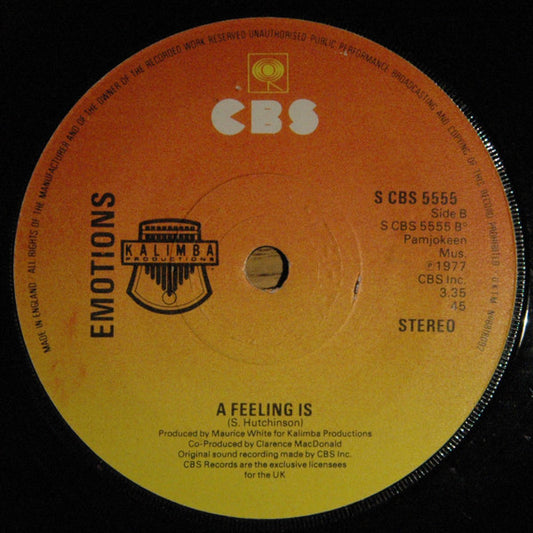 MADE IN ENGLAND ALL RIGHTS OF THE MANUFACTURER AND OF THE OWNER OF THE RECORDED WORK RESERVED UNAUTHORISED PUBLIC PERFORMANCE BROADCASTING AND COPYING OF THIS RECORD PROHIBITED
CBS
EMOTIONS
KALIMBA
PRODUCTIONS
S CBS 5555
Side B
S CBS 5555 B°
Pamjokeen
Mus.
℗1977
CBS Inc.
3.35
45
STEREO
A FEELING IS
(S. Hutchinson)
Produced by Maurice White for Kalimba Productions
Co-Produced by Clarence MacDonald
Original sound recording made by CBS Inc.
CBS Records are the exclusive licensees
for the UK